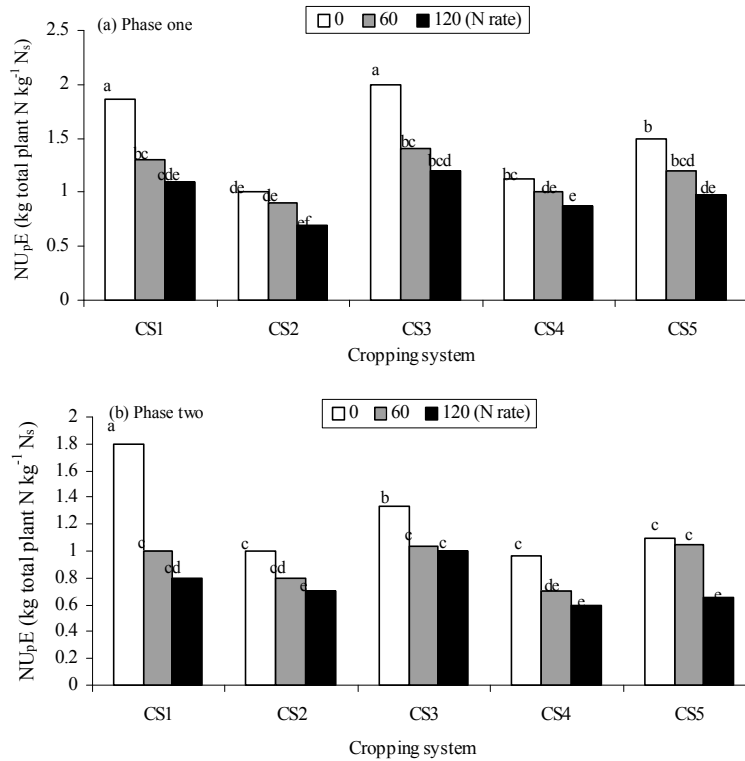 (a) Phase one
0 60 120 (N rate)
NUpE (kg total plant N kg-1 Ns)
2.5
2
1.5
1
0.5
0
a
bc
cde
de
de
ef
a
bc
bcd
bc
de
e
b
bcd
de
CS1 CS2 CS3 CS4 CS5
Cropping system
(b) Phase two
0 60 120 (N rate)
NUpE (kg total plant N kg-1 Ns)
2
1.8
1.6
1.4
1.2
1
0.8
0.6
0.4
0.2
0
a
c
cd
c
cd
e
b
c
c
c
de
e
c
c
e
CS1 CS2 CS3 CS4 CS5
Cropping system